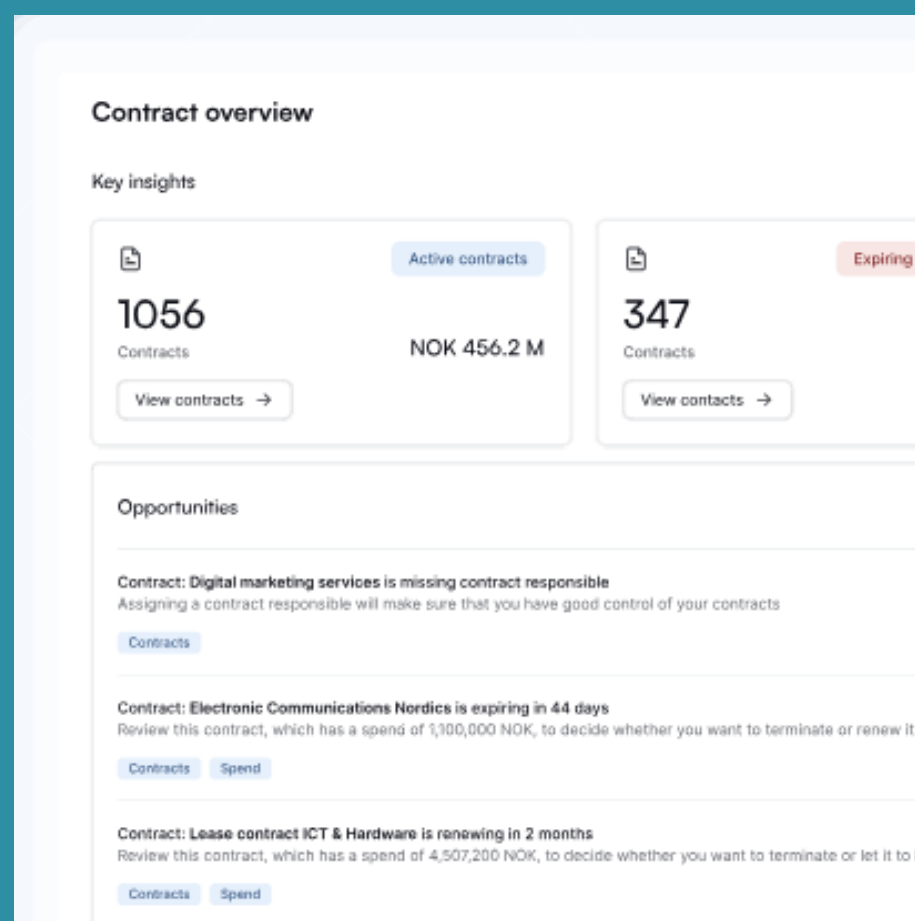 Contract overview
Key insights
Active contracts
1056
Contracts
NOK 456.2 M
View contracts →
Expiring
347
Contracts
View contacts →
Opportunities
Contract: Digital marketing services is missing contract responsible
Assigning a contract responsible will make sure that you have good control of your contracts
Contracts
Contract: Electronic Communications Nordics is expiring in 44 days
Review this contract, which has a spend of 1,100,000 NOK, to decide whether you want to terminate or renew it
Contracts Spend
Contract: Lease contract ICT & Hardware is renewing in 2 months
Review this contract, which has a spend of 4,507,200 NOK, to decide whether you want to terminate or let it to
Contracts Spend